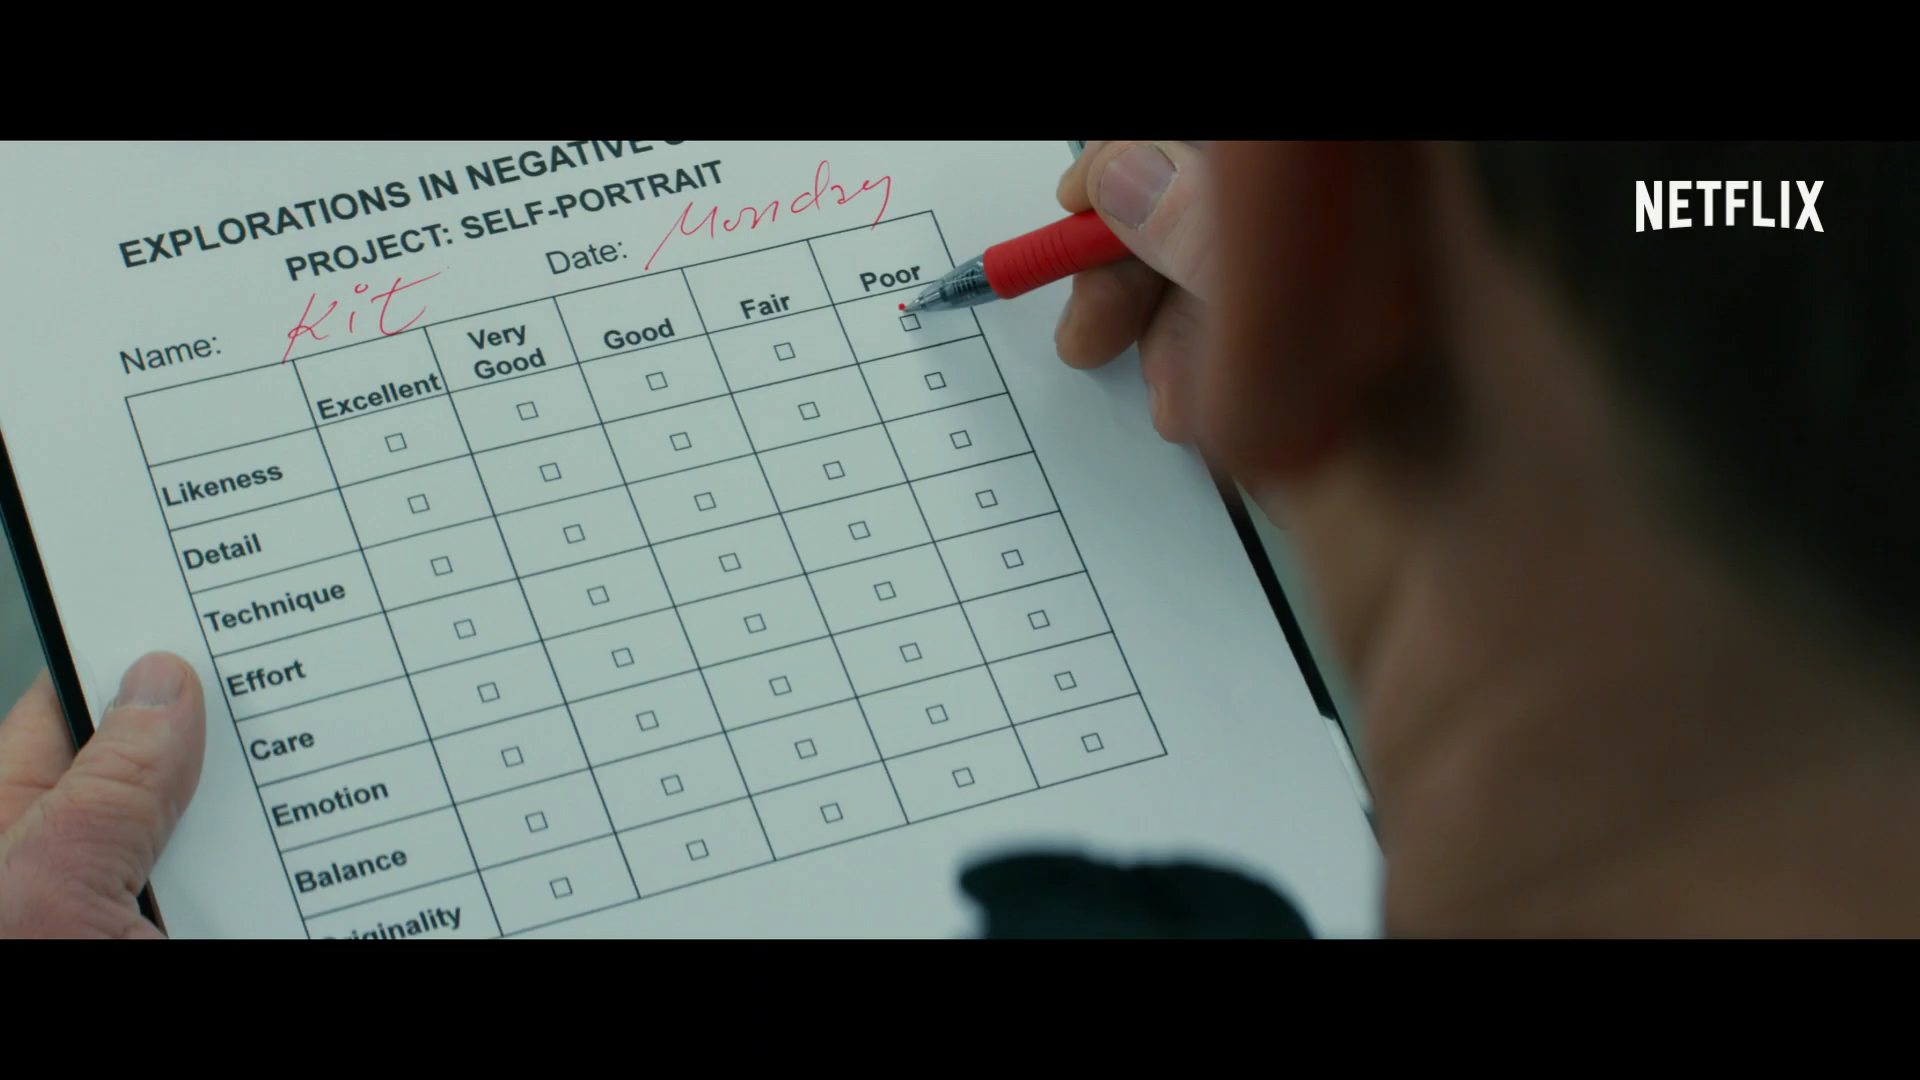 NETFLIX
EXPLORATIONS IN NEGATIVE
PROJECT: SELF-PORTRAIT
Name: Kit Date: Monday
Excellent Very Good Good Fair Poor
Likeness
Detail
Technique
Effort
Care
Emotion
Balance
Originality